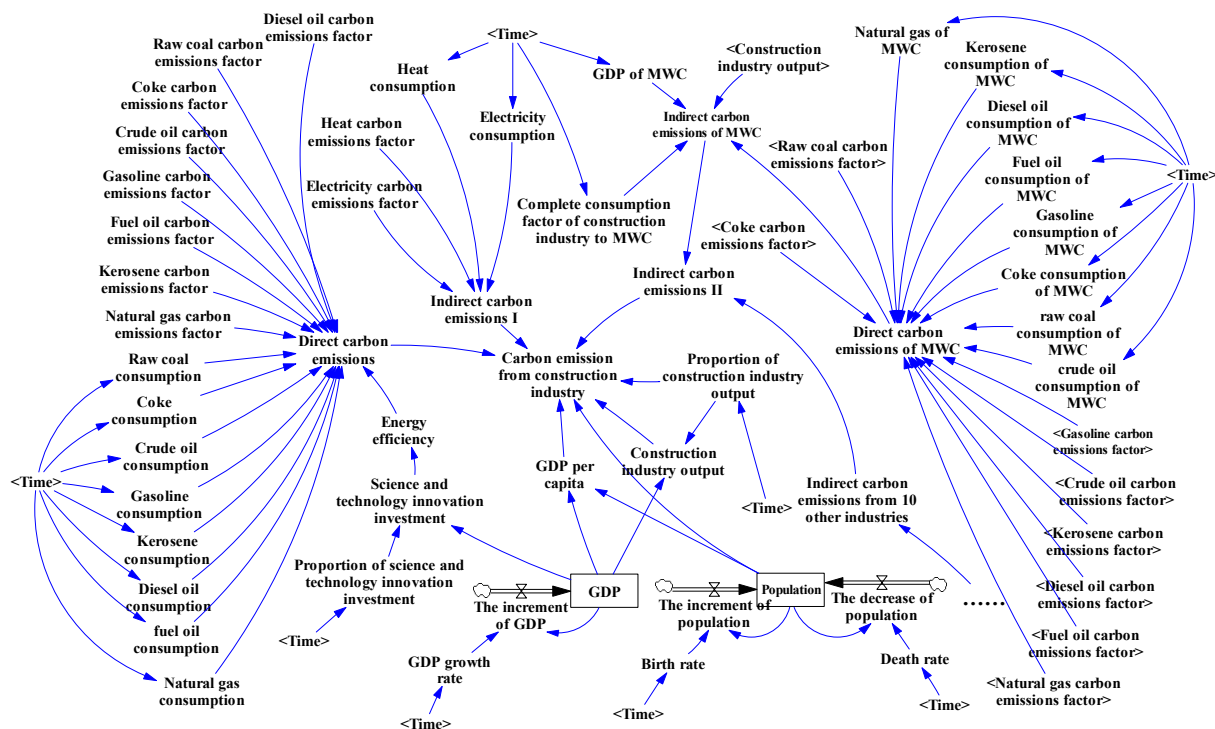 Diesel oil carbon
emissions factor
Raw coal carbon
emissions factor
Coke carbon
emissions factor
Crude oil carbon
emissions factor
Gasoline carbon
emissions factor
Fuel oil carbon
emissions factor
Kerosene carbon
emissions factor
Natural gas carbon
emissions factor
Raw coal
consumption
Coke
consumption
Crude oil
consumption
<Time>
Gasoline
consumption
Kerosene
consumption
Diesel oil
consumption
fuel oil
consumption
Natural gas
consumption
Direct carbon
emissions
Energy
efficiency
Science and
technology innovation
investment
Proportion of science and
technology innovation
investment
<Time>
<Time>
Heat
consumption
Electricity
consumption
Heat carbon
emissions factor
Electricity carbon
emissions factor
Indirect carbon
emissions I
GDP of MWC
<Construction
industry output>
Indirect carbon
emissions of MWC
Complete consumption
factor of construction
industry to MWC
Indirect carbon
emissions II
Carbon emission
from construction
industry
Proportion of
construction industry
output
Construction
industry output
GDP per
capita
<Time>
Indirect carbon
emissions from 10
other industries
......
GDP
The increment
of GDP
GDP growth
rate
<Time>
Population
The increment of
population
Birth rate
<Time>
The decrease of
population
Death rate
<Time>
<Raw coal carbon
emissions factor>
<Coke carbon
emissions factor>
Natural gas of
MWC
Kerosene
consumption of
MWC
Diesel oil
consumption of
MWC
Fuel oil
consumption of
MWC
<Time>
Gasoline
consumption of
MWC
Coke consumption
of MWC
raw coal
consumption of
MWC
crude oil
consumption of
MWC
Direct carbon
emissions of MWC
<Gasoline carbon
emissions factor>
<Crude oil carbon
emissions factor>
<Kerosene carbon
emissions factor>
<Diesel oil carbon
emissions factor>
<Fuel oil carbon
emissions factor>
<Natural gas carbon
emissions factor>